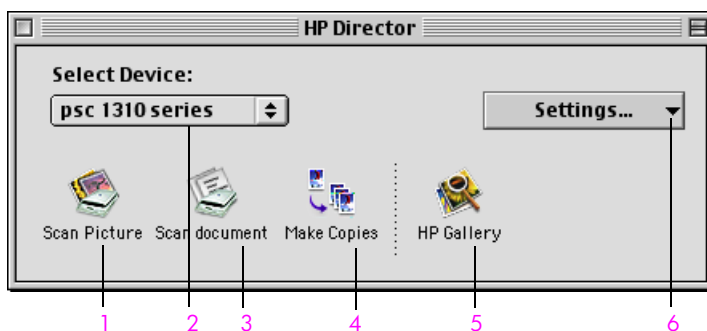 HP Director
Select Device:
psc 1310 series
Settings...
Scan Picture
Scan document
Make Copies
HP Gallery
1 2 3 4 5 6